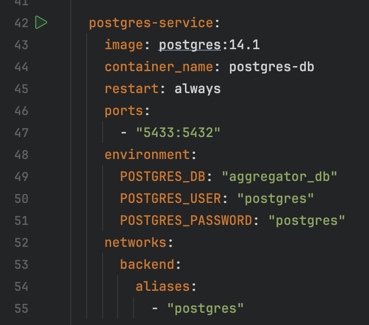 41
42 postgres-service:
43 image: postgres:14.1
44 container_name: postgres-db
45 restart: always
46 ports:
47 - "5433:5432"
48 environment:
49 POSTGRES_DB: "aggregator_db"
50 POSTGRES_USER: "postgres"
51 POSTGRES_PASSWORD: "postgres"
52 networks:
53 backend:
54 aliases:
55 - "postgres"